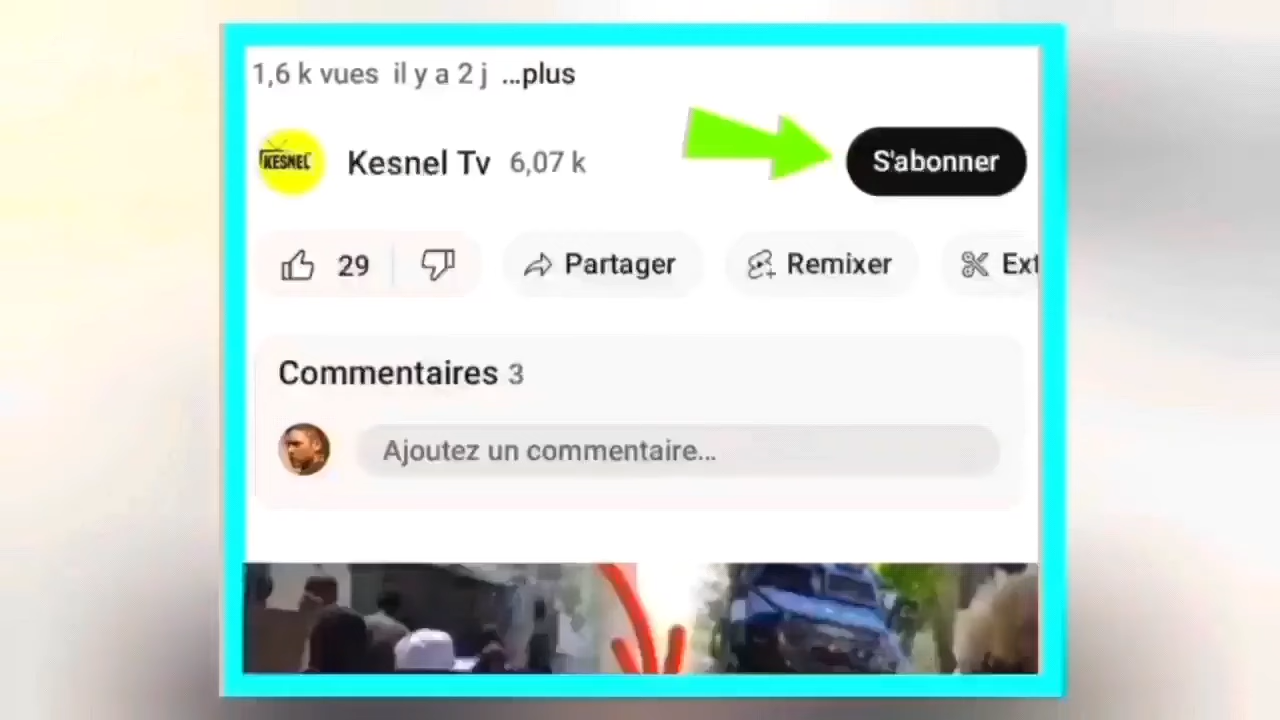 1,6 k vues il y a 2 j ...plus
KESNEL
Kesnel Tv 6,07 k
S'abonner
29
Partager
Remixer
Ext
Commentaires 3
Ajoutez un commentaire...